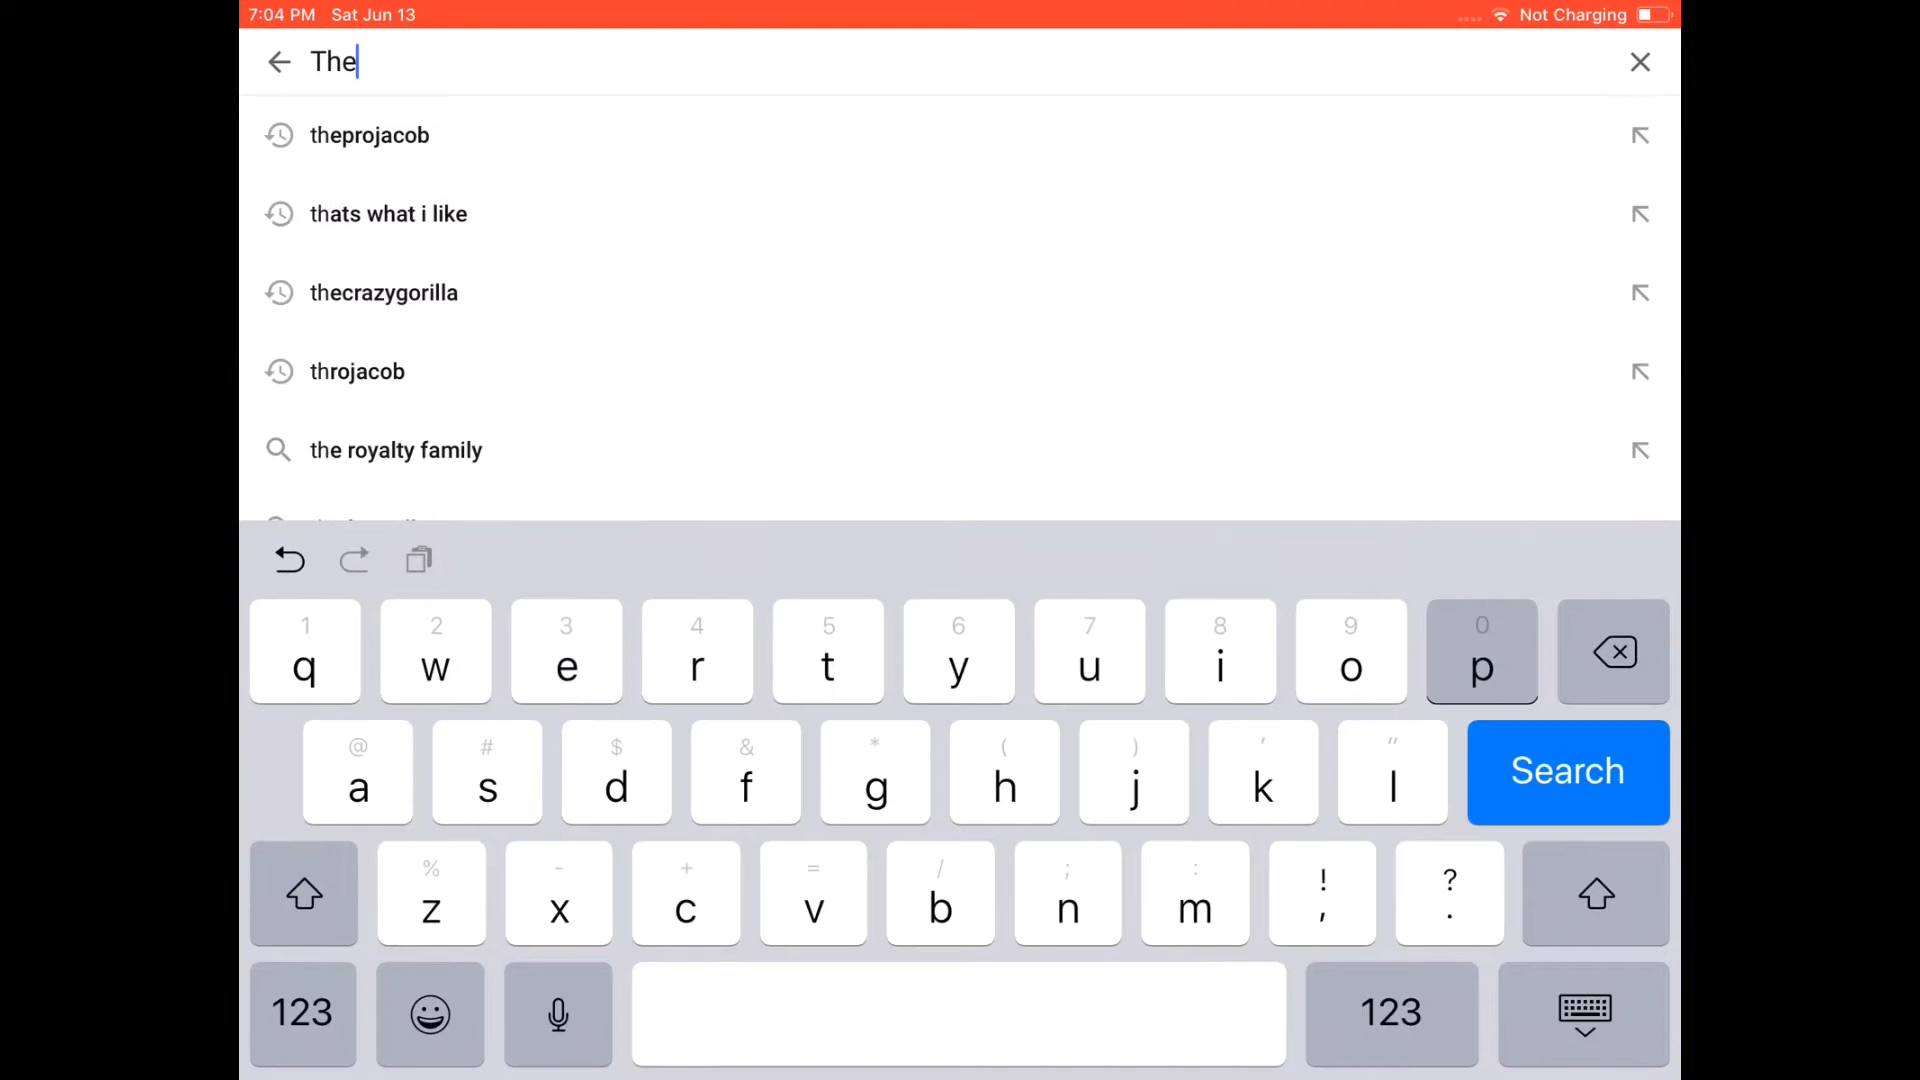 7:04 PM Sat Jun 13 Not Charging
The
theprojacob
thats what i like
thecrazygorilla
throjacob
the royalty family
1 2 3 4 5 6 7 8 9 0
q w e r t y u i o p
@ # $ & * ( ) ' "
a s d f g h j k l Search
% - + = / ; : ! ?
z x c v b n m , .
123 123